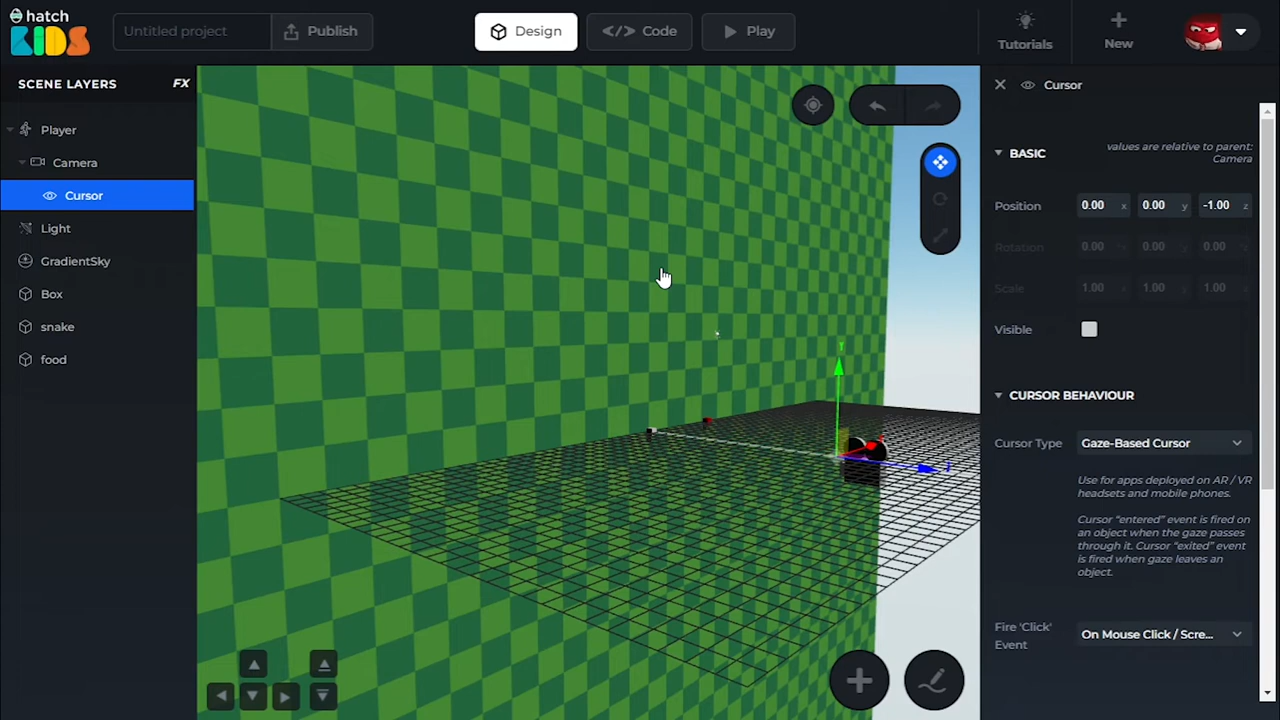 hatch
KIDS
Untitled project
Publish
Design
</> Code
Play
Tutorials
New
SCENE LAYERS
FX
Player
Camera
Cursor
Light
GradientSky
Box
snake
food
Y
Cursor
BASIC
values are relative to parent:
Camera
Position
0.00 x
0.00 y
-1.00 z
Rotation
0.00
0.00
0.00
Scale
1.00
1.00
1.00
Visible
CURSOR BEHAVIOUR
Cursor Type
Gaze-Based Cursor
Use for apps deployed on AR / VR
headsets and mobile phones.
Cursor "entered" event is fired on
an object when the gaze passes
through it. Cursor "exited" event
is fired when gaze leaves an
object.
Fire 'Click'
Event
On Mouse Click / Scre...